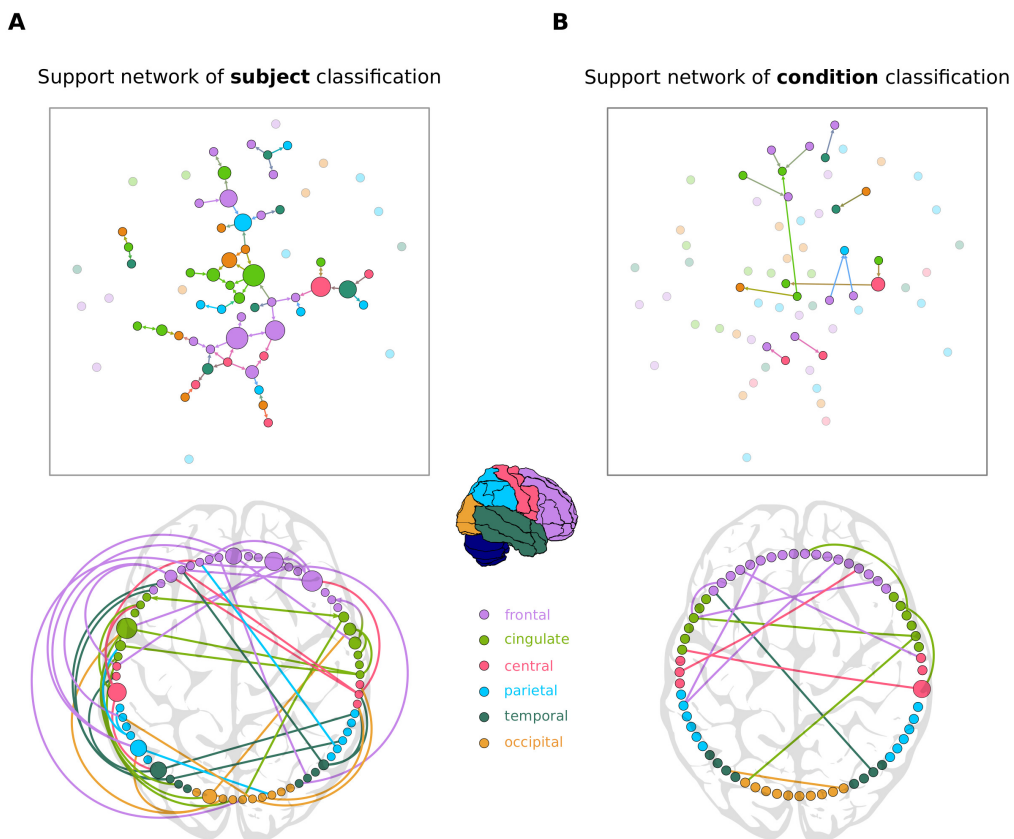 A
B
Support network of subject classification
Support network of condition classification
frontal
cingulate
central
parietal
temporal
occipital